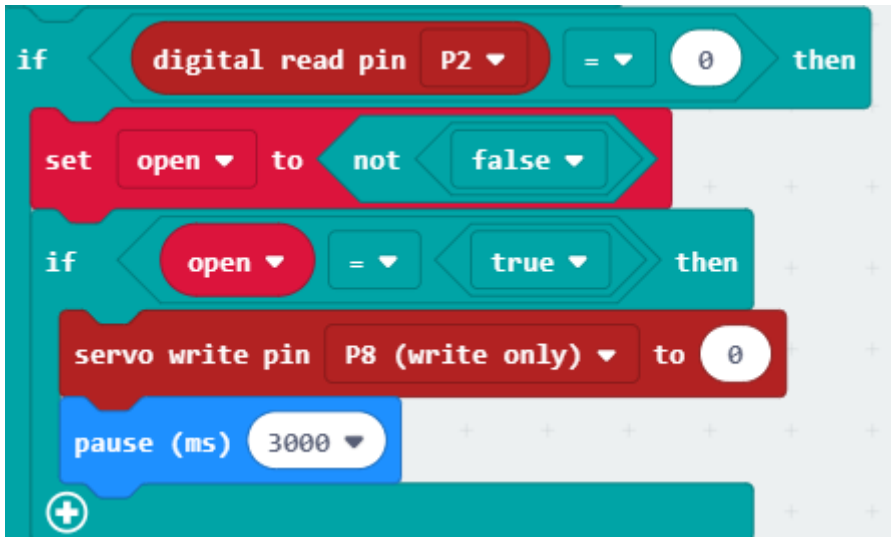 if digital read pin P2 = 0 then
set open to not false
if open = true then
servo write pin P8 (write only) to 0
pause (ms) 3000